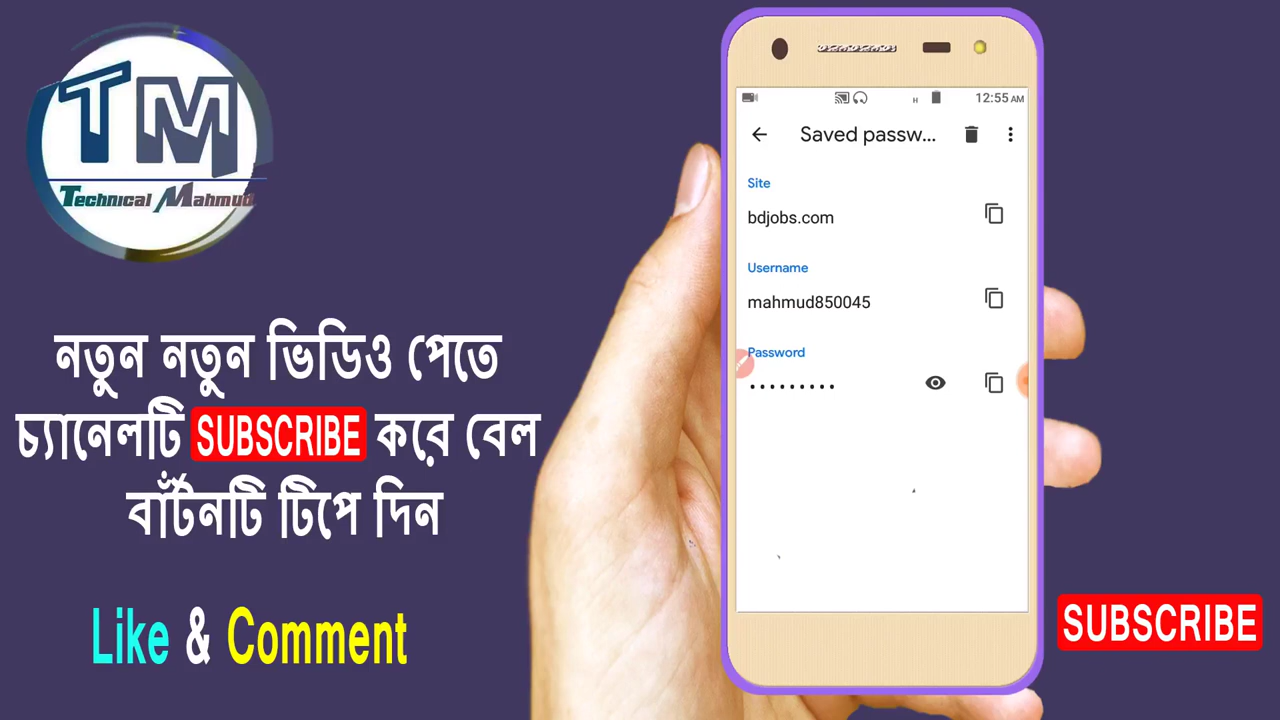 TM
Technical Mahmud
নতুন নতুন ভিডিও পেতে
চ্যানেলটি SUBSCRIBE করে বেল
বাঁটনটি টিপে দিন
Like & Comment
H 12:55 AM
Saved passw...
Site
bdjobs.com
Username
mahmud850045
Password
•••••••••
SUBSCRIBE